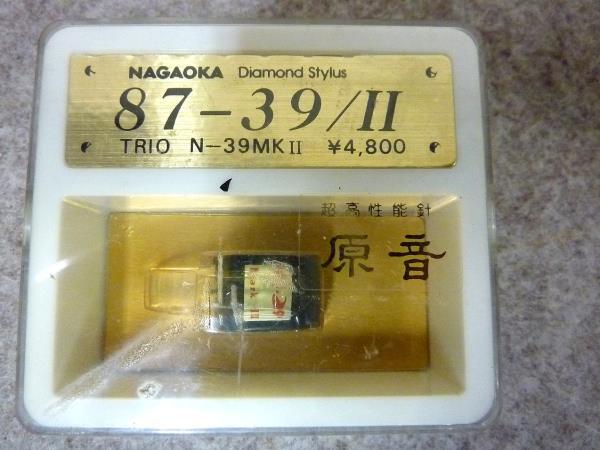 NAGAOKA Diamond Stylus
87-39/II
TRIO N-39MKII ¥4,800
超高性能針
原音